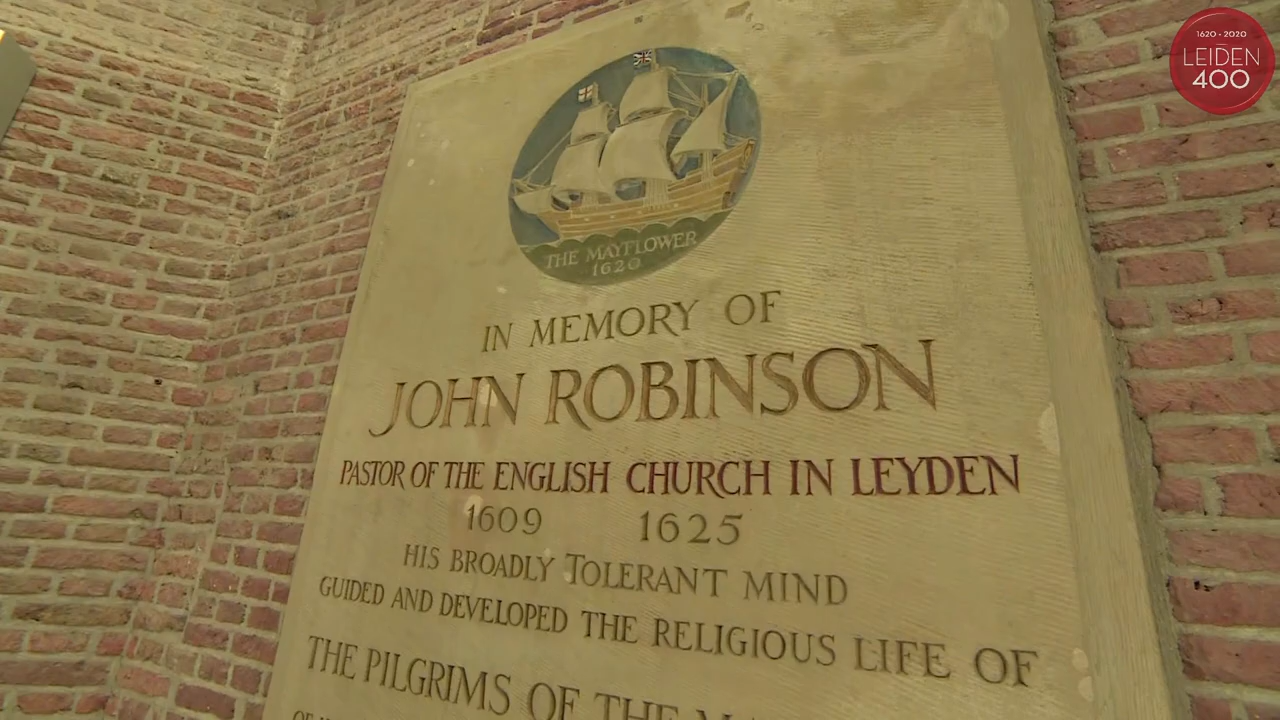 1620 - 2020
LEIDEN
400
THE MAYFLOWER
1620
IN MEMORY OF
JOHN ROBINSON
PASTOR OF THE ENGLISH CHURCH IN LEYDEN
1609 1625
HIS BROADLY TOLERANT MIND
GUIDED AND DEVELOPED THE RELIGIOUS LIFE OF
THE PILGRIMS OF THE